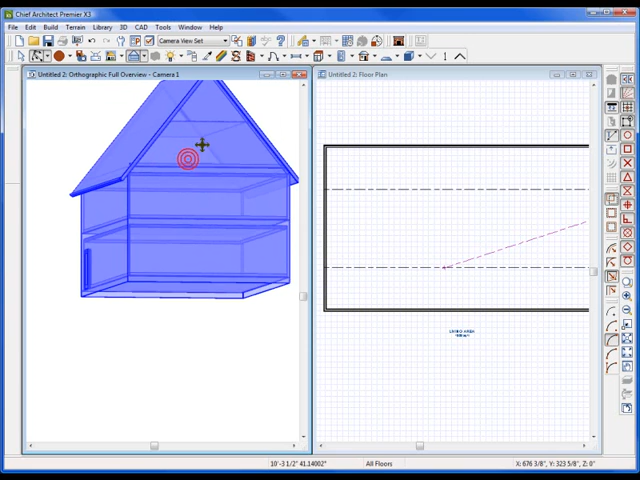 Chief Architect Premier X3
File Edit Build Terrain Library 3D CAD Tools Window Help
Camera View Set
Untitled 2: Orthographic Full Overview - Camera 1
Untitled 2: Floor Plan
LIVING AREA
10'-3 1/2" 41.14002° All Floors X: 676 3/8", Y: 323 5/8", Z: 0"